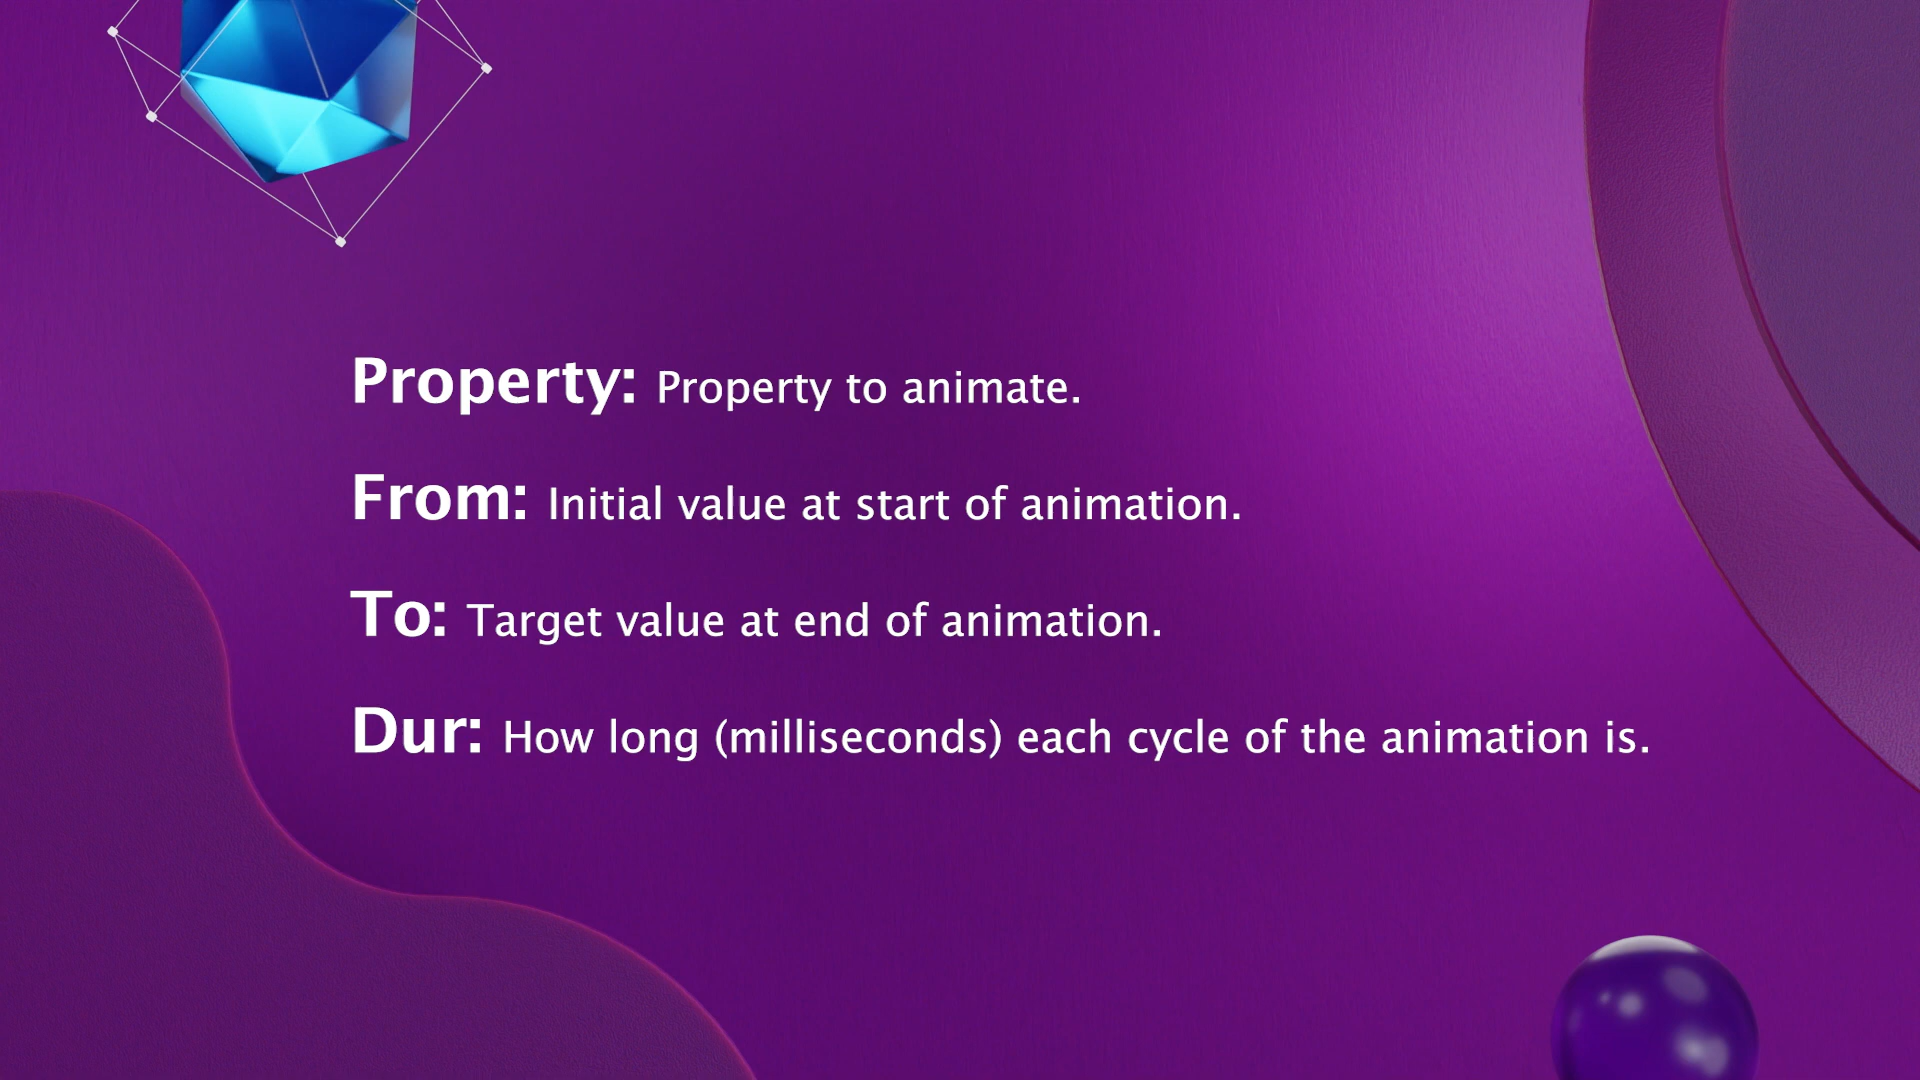 Property: Property to animate.
From: Initial value at start of animation.
To: Target value at end of animation.
Dur: How long (milliseconds) each cycle of the animation is.